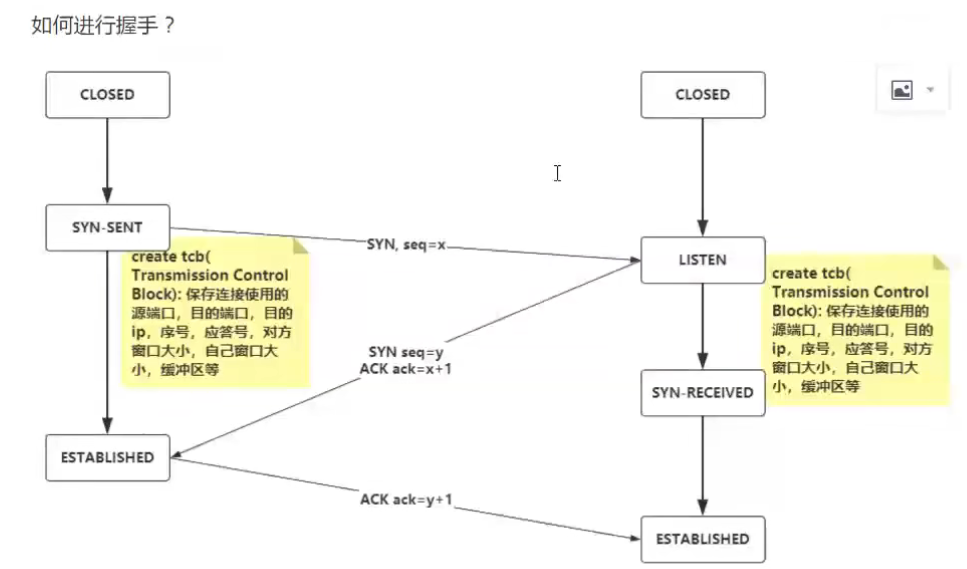 如何进行握手？
CLOSED
CLOSED
SYN-SENT
SYN, seq=x
LISTEN
create tcb(
Transmission Control
Block): 保存连接使用的
源端口，目的端口，目的
ip，序号，应答号，对方
窗口大小，自己窗口大
小，缓冲区等
create tcb(
Transmission Control
Block): 保存连接使用的
源端口，目的端口，目的
ip，序号，应答号，对方
窗口大小，自己窗口大
小，缓冲区等
SYN seq=y
ACK ack=x+1
SYN-RECEIVED
ESTABLISHED
ACK ack=y+1
ESTABLISHED